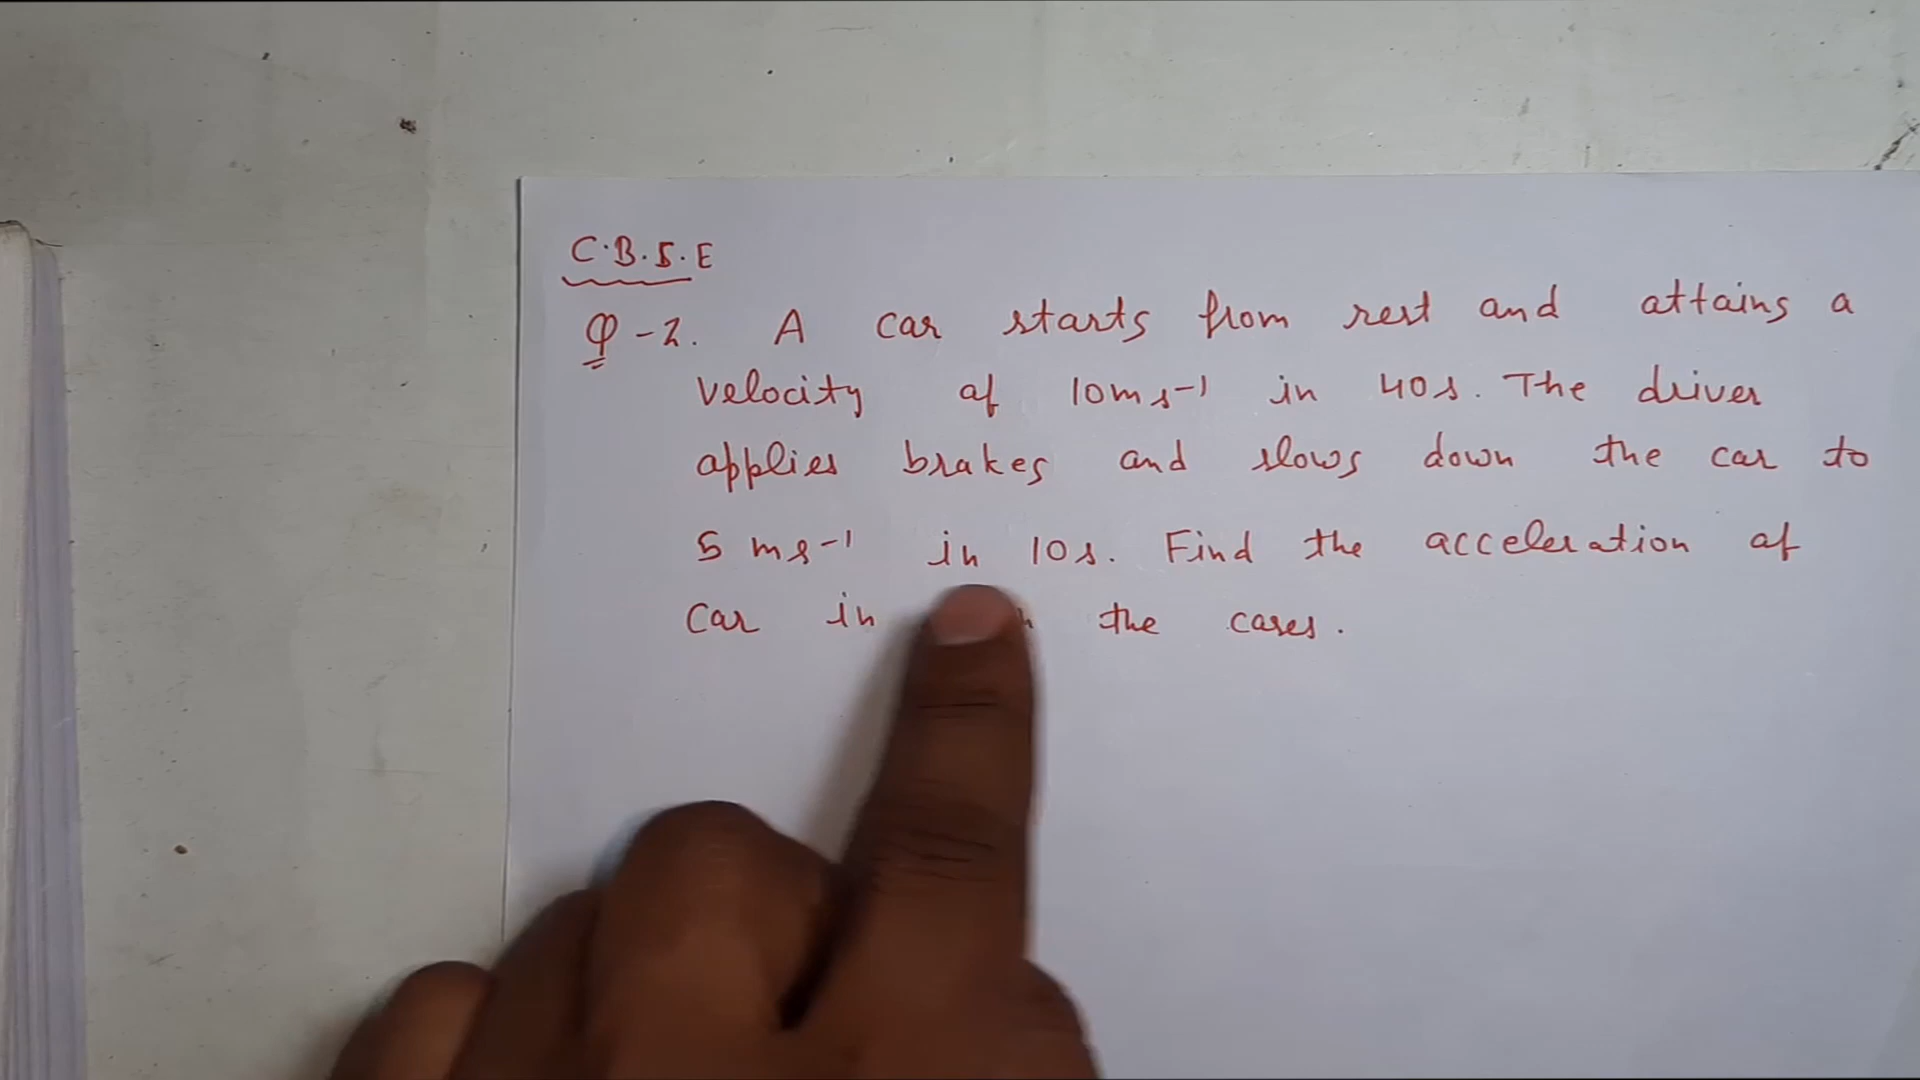 C.B.S.E
Q-2. A car starts from rest and attains a
velocity of 10ms-1 in 40s. The driver
applies brakes and slows down the car to
5 ms-1 in 10s. Find the acceleration of
Car in the cases.